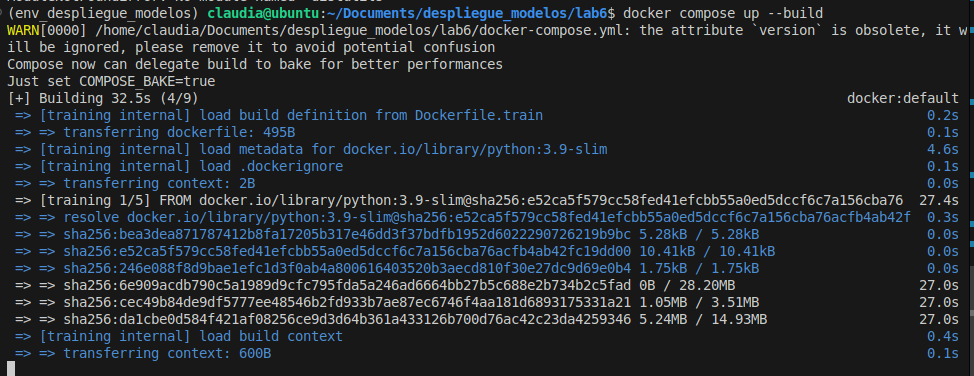 (env_despliegue_modelos) claudia@ubuntu:~/Documents/despliegue_modelos/lab6$ docker compose up --build
WARN[0000] /home/claudia/Documents/despliegue_modelos/lab6/docker-compose.yml: the attribute `version` is obsolete, it w
ill be ignored, please remove it to avoid potential confusion
Compose now can delegate build to bake for better performances
Just set COMPOSE_BAKE=true
[+] Building 32.5s (4/9) docker:default
=> [training internal] load build definition from Dockerfile.train 0.2s
=> => transferring dockerfile: 495B 0.1s
=> [training internal] load metadata for docker.io/library/python:3.9-slim 4.6s
=> [training internal] load .dockerignore 0.1s
=> => transferring context: 2B 0.0s
=> [training 1/5] FROM docker.io/library/python:3.9-slim@sha256:e52ca5f579cc58fed41efcbb55a0ed5dccf6c7a156cba76 27.4s
=> => resolve docker.io/library/python:3.9-slim@sha256:e52ca5f579cc58fed41efcbb55a0ed5dccf6c7a156cba76acfb4ab42f 0.3s
=> => sha256:bea3dea871787412b8fa17205b317e46dd3f37bdfb1952d6022290726219b9bc 5.28kB / 5.28kB 0.0s
=> => sha256:e52ca5f579cc58fed41efcbb55a0ed5dccf6c7a156cba76acfb4ab42fc19dd00 10.41kB / 10.41kB 0.0s
=> => sha256:246e088f8d9bae1efc1d3f0ab4a800616403520b3aecd810f30e27dc9d69e0b4 1.75kB / 1.75kB 0.0s
=> => sha256:6e909acdb790c5a1989d9cfc795fda5a246ad6664bb27b5c688e2b734b2c5fad 0B / 28.20MB 27.0s
=> => sha256:cec49b84de9df5777ee48546b2fd933b7ae87ec6746f4aa181d6893175331a21 1.05MB / 3.51MB 27.0s
=> => sha256:da1cbe0d584f421af08256ce9d3d64b361a433126b700d76ac42c23da4259346 5.24MB / 14.93MB 27.0s
=> [training internal] load build context 0.4s
=> => transferring context: 600B 0.1s